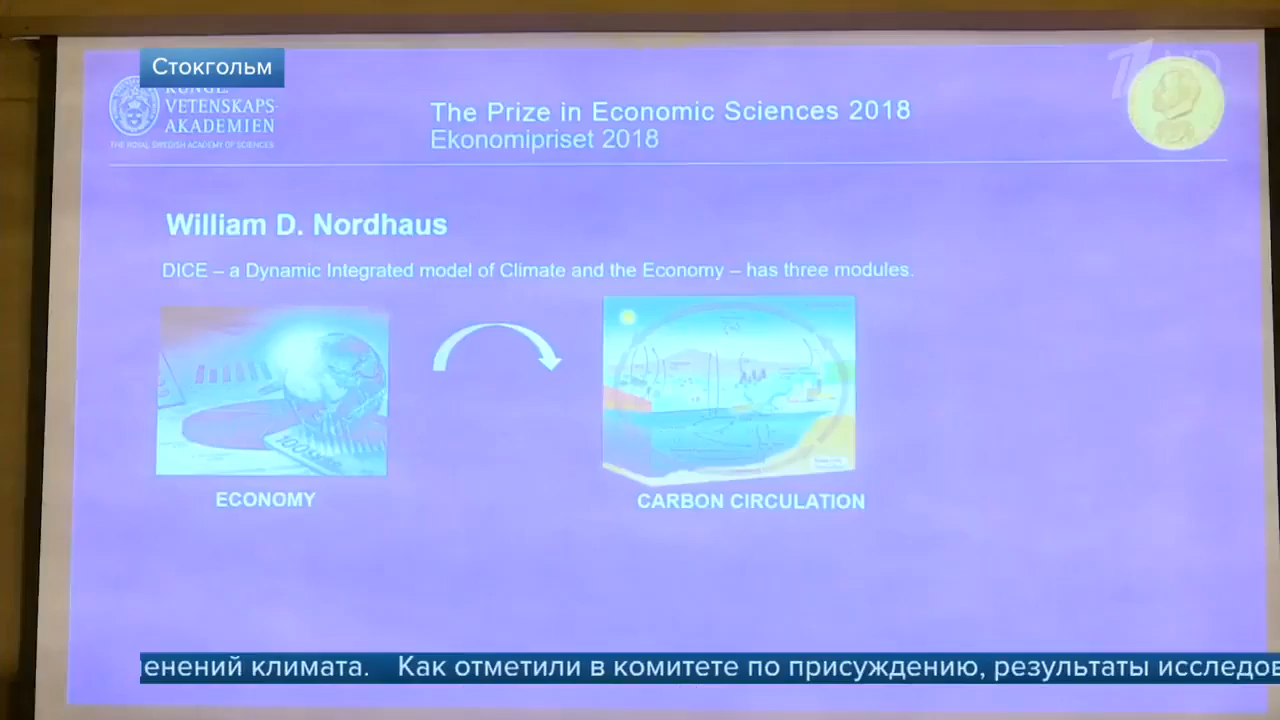 Стокгольм
KUNGL.
VETENSKAPS
AKADEMIEN
THE ROYAL SWEDISH ACADEMY OF SCIENCES
The Prize in Economic Sciences 2018
Ekonomipriset 2018
William D. Nordhaus
DICE – a Dynamic Integrated model of Climate and the Economy – has three modules.
ECONOMY
CARBON CIRCULATION
енений климата. Как отметили в комитете по присуждению, результаты исследов